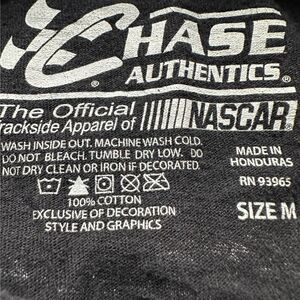 CHASE
AUTHENTICS®
The Official
Trackside Apparel of NASCAR
WASH INSIDE OUT. MACHINE WASH COLD.
DO NOT BLEACH. TUMBLE DRY LOW. DO
NOT DRY CLEAN OR IRON IF DECORATED.
MADE IN
HONDURAS
RN 93965
100% COTTON
EXCLUSIVE OF DECORATION
STYLE AND GRAPHICS
SIZE M